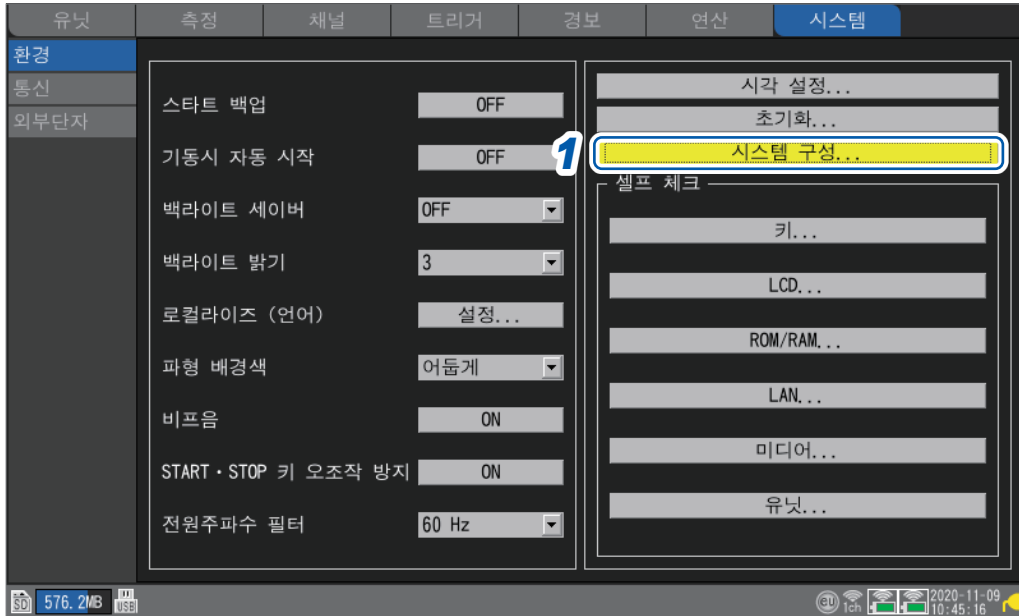 유닛 측정 채널 트리거 경보 연산 시스템
환경
통신
외부단자
스타트 백업 OFF
기동시 자동 시작 OFF
백라이트 세이버 OFF
백라이트 밝기 3
로컬라이즈 (언어) 설정...
파형 배경색 어둡게
비프음 ON
START・STOP 키 오조작 방지 ON
전원주파수 필터 60 Hz
시각 설정...
초기화...
1 시스템 구성...
셀프 체크
키...
LCD...
ROM/RAM...
LAN...
미디어...
유닛...
SD 576.2MB USB
eu 1ch 2020-11-09
10:45:16